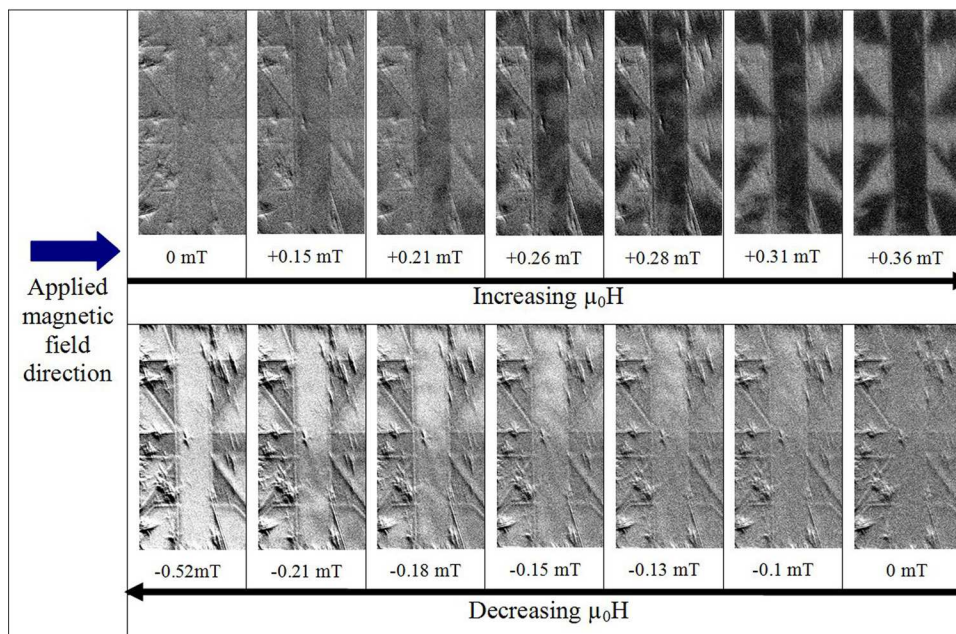 0 mT
+0.15 mT
+0.21 mT
+0.26 mT
+0.28 mT
+0.31 mT
+0.36 mT
Increasing µ₀H
Applied
magnetic
field
direction
-0.52mT
-0.21 mT
-0.18 mT
-0.15 mT
-0.13 mT
-0.1 mT
0 mT
Decreasing µ₀H